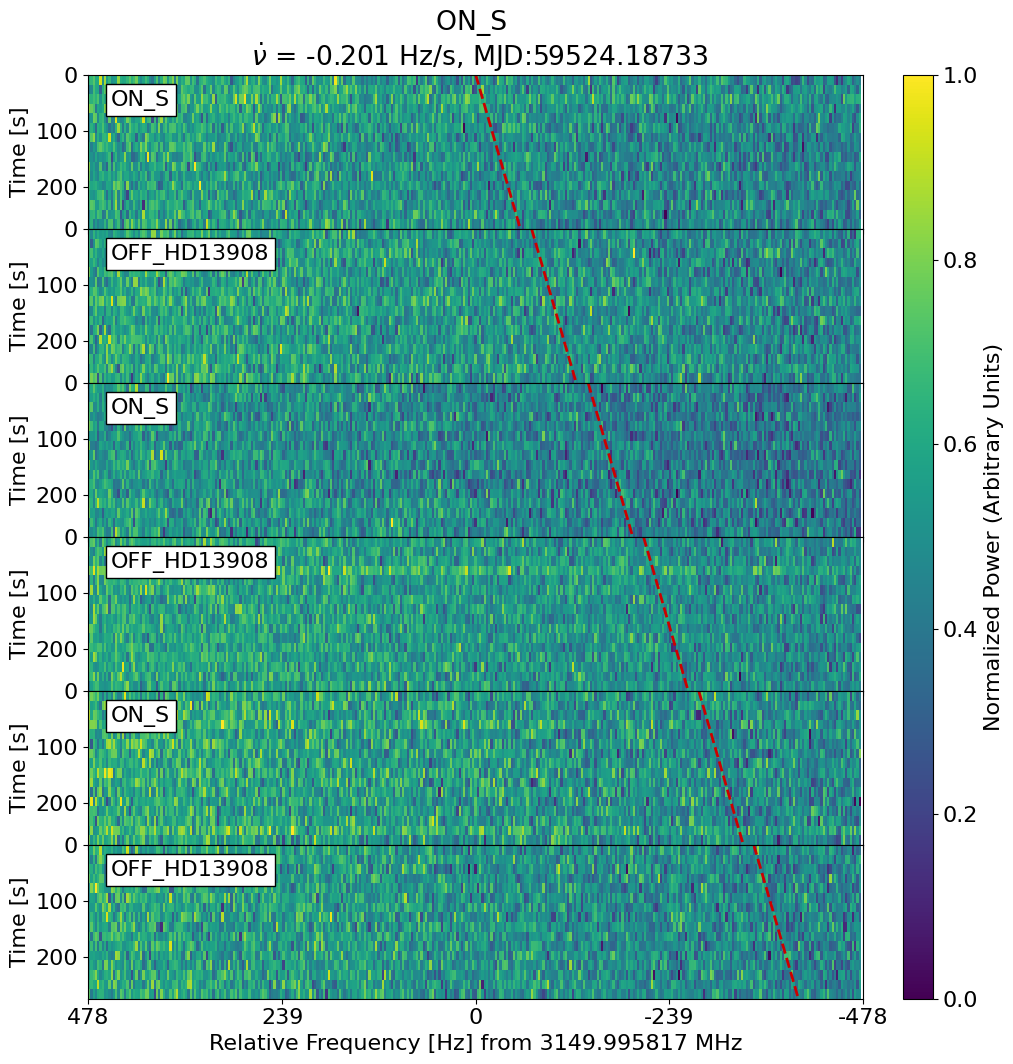 ON_S
ν̇ = -0.201 Hz/s, MJD:59524.18733
0
100
200
Time [s]
ON_S
0
100
200
Time [s]
OFF_HD13908
0
100
200
Time [s]
ON_S
0
100
200
Time [s]
OFF_HD13908
0
100
200
Time [s]
ON_S
0
100
200
Time [s]
OFF_HD13908
478 239 0 -239 -478
Relative Frequency [Hz] from 3149.995817 MHz
1.0
0.8
0.6
0.4
0.2
0.0
Normalized Power (Arbitrary Units)